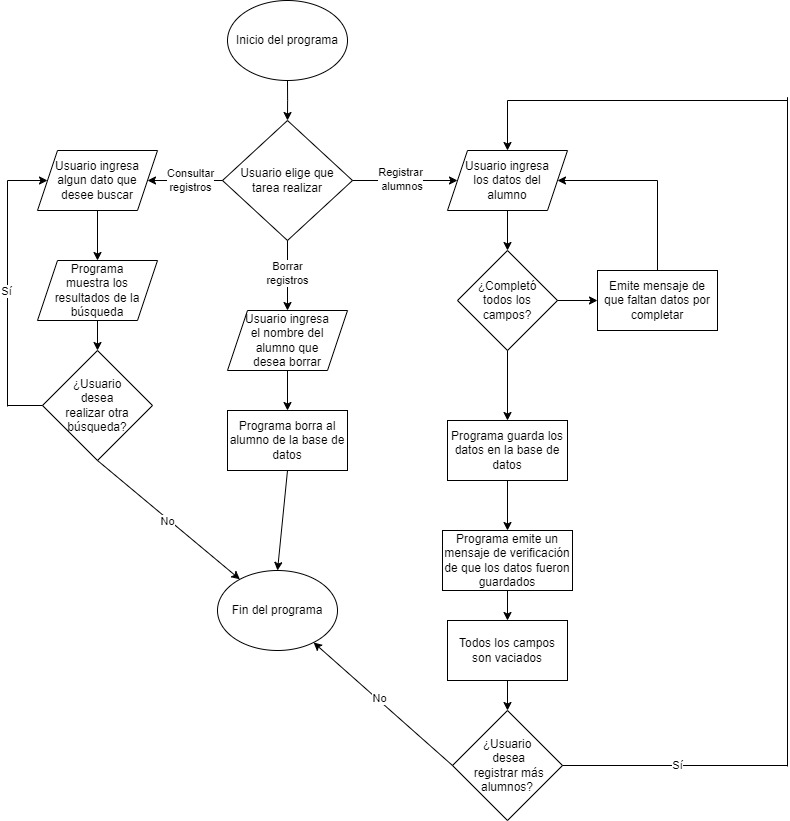 Inicio del programa
Usuario elige que
tarea realizar
Consultar
registros
Registrar
alumnos
Borrar
registros
Usuario ingresa
algun dato que
desee buscar
Programa
muestra los
resultados de la
búsqueda
¿Usuario
desea
realizar otra
búsqueda?
Sí
No
Usuario ingresa
el nombre del
alumno que
desea borrar
Programa borra al
alumno de la base de
datos
Fin del programa
Usuario ingresa
los datos del
alumno
¿Completó
todos los
campos?
Emite mensaje de
que faltan datos por
completar
Programa guarda los
datos en la base de
datos
Programa emite un
mensaje de verificación
de que los datos fueron
guardados
Todos los campos
son vaciados
¿Usuario
desea
registrar más
alumnos?
No
Sí